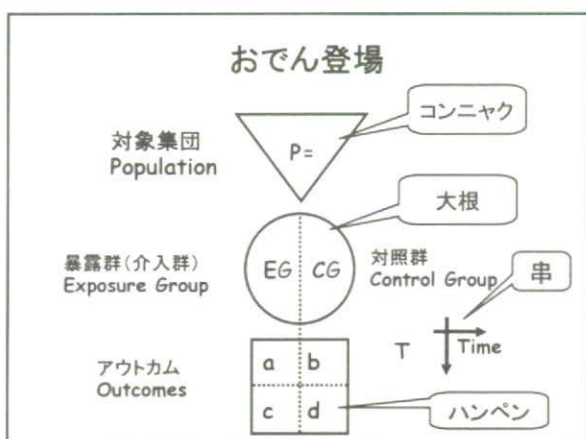 おでん登場
コンニャク
対象集団
Population
P=
大根
暴露群(介入群)
Exposure Group
EG
CG
対照群
Control Group
串
T
Time
アウトカム
Outcomes
a
b
c
d
ハンペン